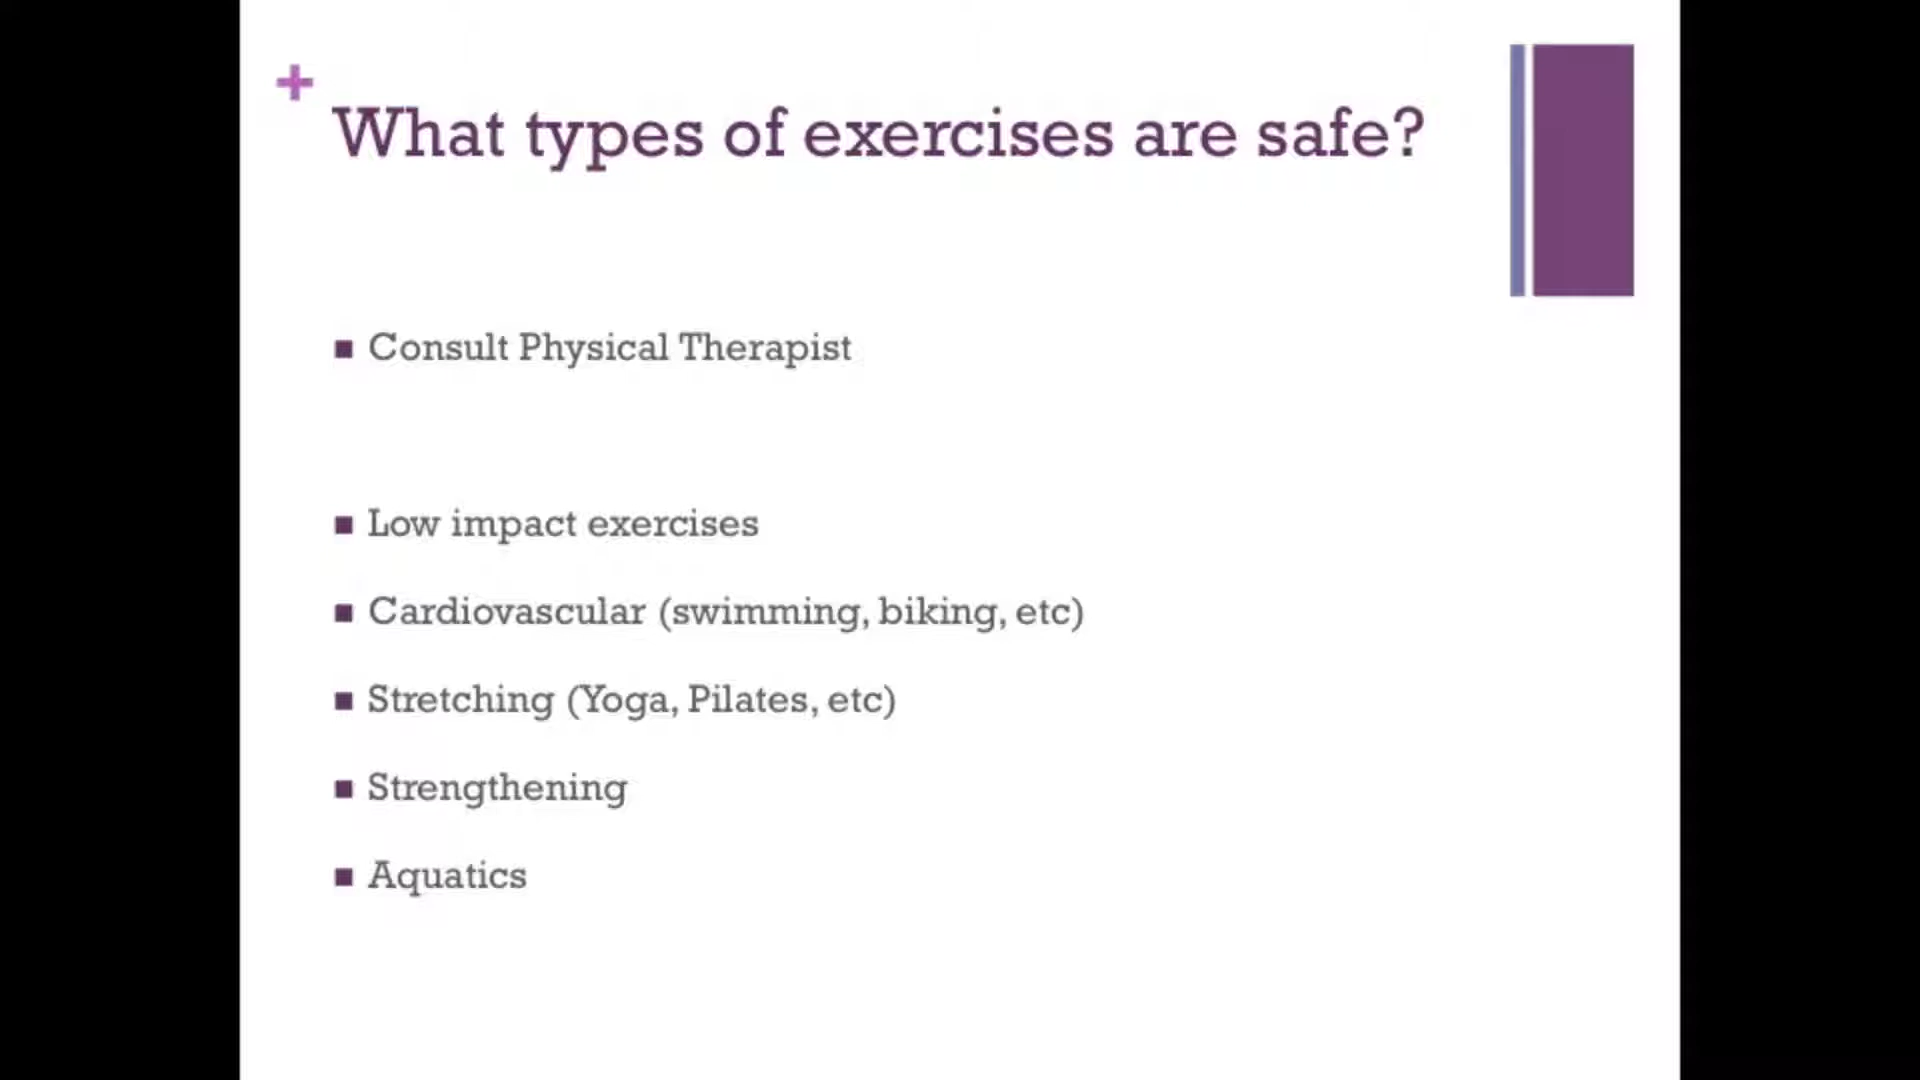 +
What types of exercises are safe?
Consult Physical Therapist
Low impact exercises
Cardiovascular (swimming, biking, etc)
Stretching (Yoga, Pilates, etc)
Strengthening
Aquatics